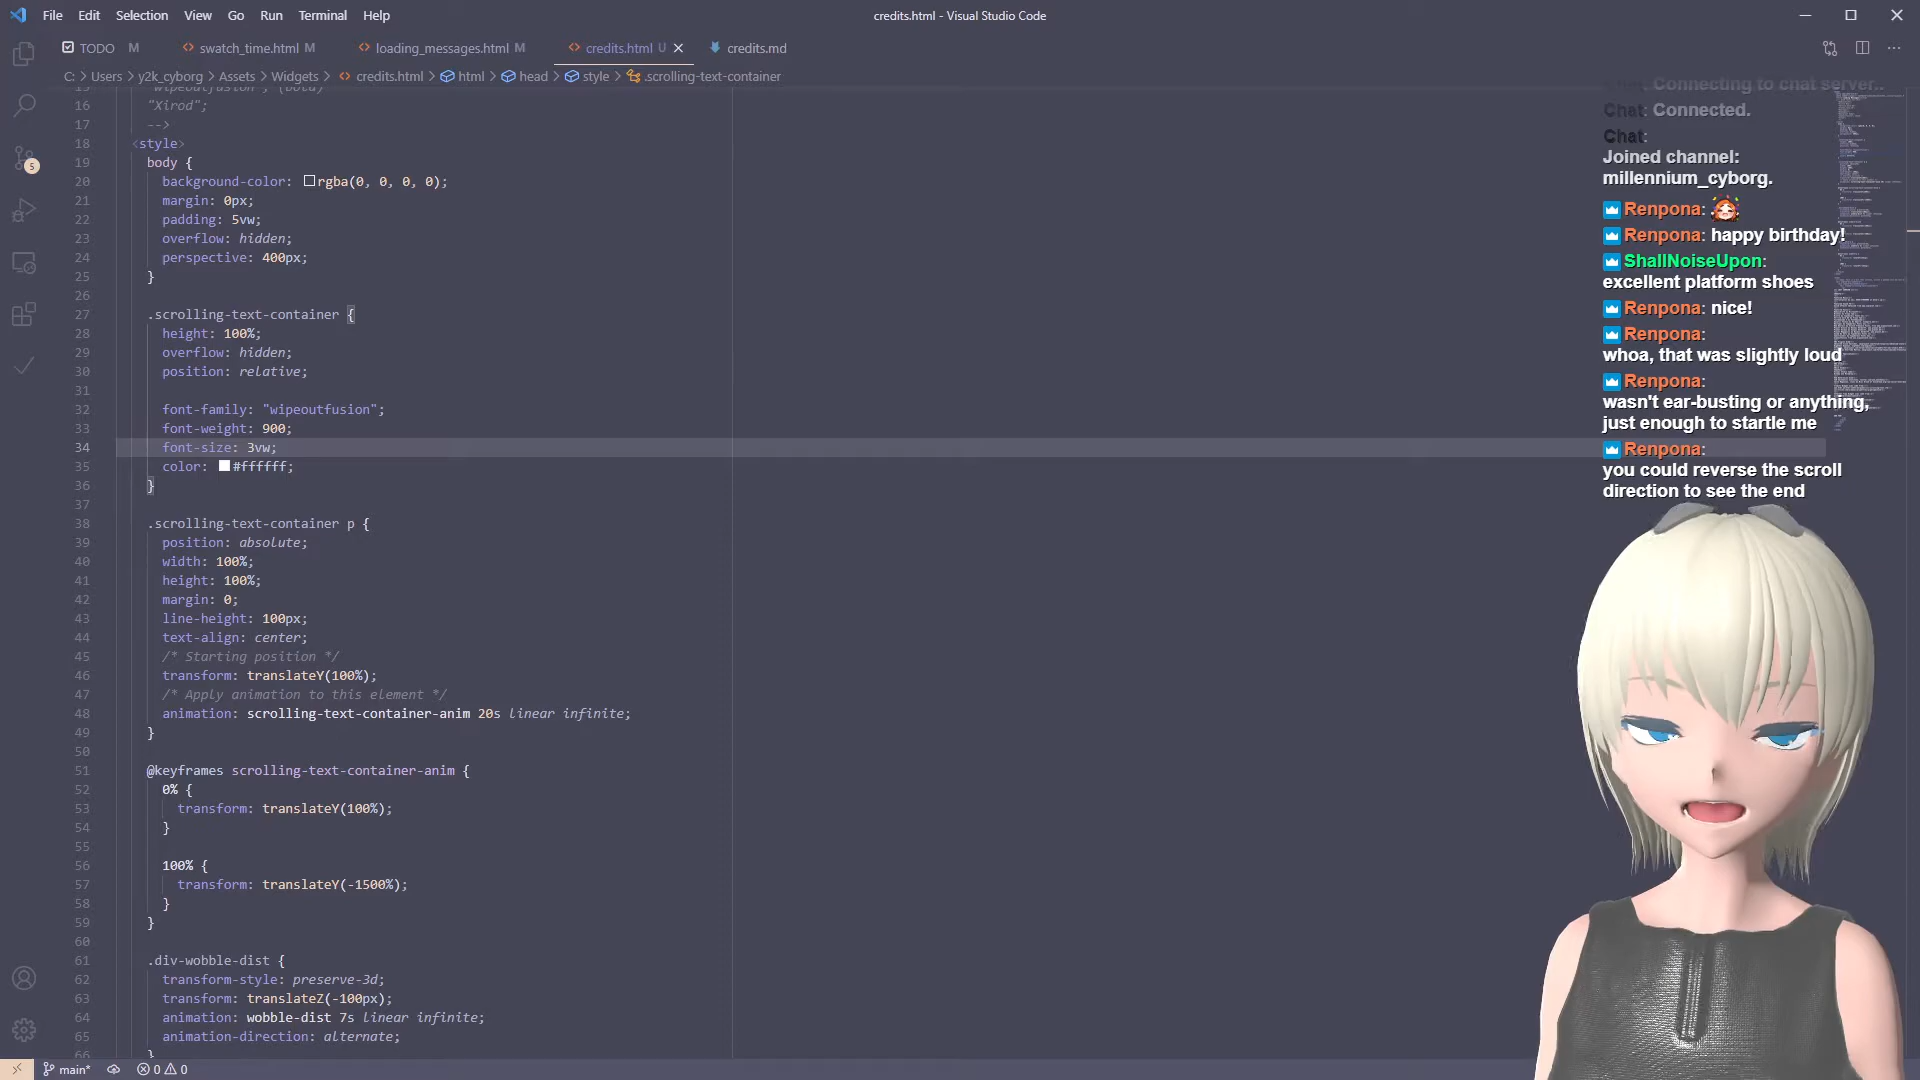 File Edit Selection View Go Run Terminal Help
credits.html - Visual Studio Code
TODO M
swatch_time.html M
loading_messages.html M
credits.html U
credits.md
C: > Users > y2k_cyborg > Assets > Widgets > credits.html > html > head > style > .scrolling-text-container
16 "Xirod";
17 -->
18 <style>
19 body {
20 background-color: rgba(0, 0, 0, 0);
21 margin: 0px;
22 padding: 5vw;
23 overflow: hidden;
24 perspective: 400px;
25 }
26
27 .scrolling-text-container {
28 height: 100%;
29 overflow: hidden;
30 position: relative;
31
32 font-family: "wipeoutfusion";
33 font-weight: 900;
34 font-size: 3vw;
35 color: #ffffff;
36 }
37
38 .scrolling-text-container p {
39 position: absolute;
40 width: 100%;
41 height: 100%;
42 margin: 0;
43 line-height: 100px;
44 text-align: center;
45 /* Starting position */
46 transform: translateY(100%);
47 /* Apply animation to this element */
48 animation: scrolling-text-container-anim 20s linear infinite;
49 }
50
51 @keyframes scrolling-text-container-anim {
52 0% {
53 transform: translateY(100%);
54 }
55
56 100% {
57 transform: translateY(-1500%);
58 }
59 }
60
61 .div-wobble-dist {
62 transform-style: preserve-3d;
63 transform: translateZ(-100px);
64 animation: wobble-dist 7s linear infinite;
65 animation-direction: alternate;
66 }
Connecting to chat server..
Chat: Connected.
Chat:
Joined channel:
millennium_cyborg.
Renpona:
Renpona: happy birthday!
ShallNoiseUpon:
excellent platform shoes
Renpona: nice!
Renpona:
whoa, that was slightly loud
Renpona:
wasn't ear-busting or anything,
just enough to startle me
Renpona:
you could reverse the scroll
direction to see the end
5
main*
0 0